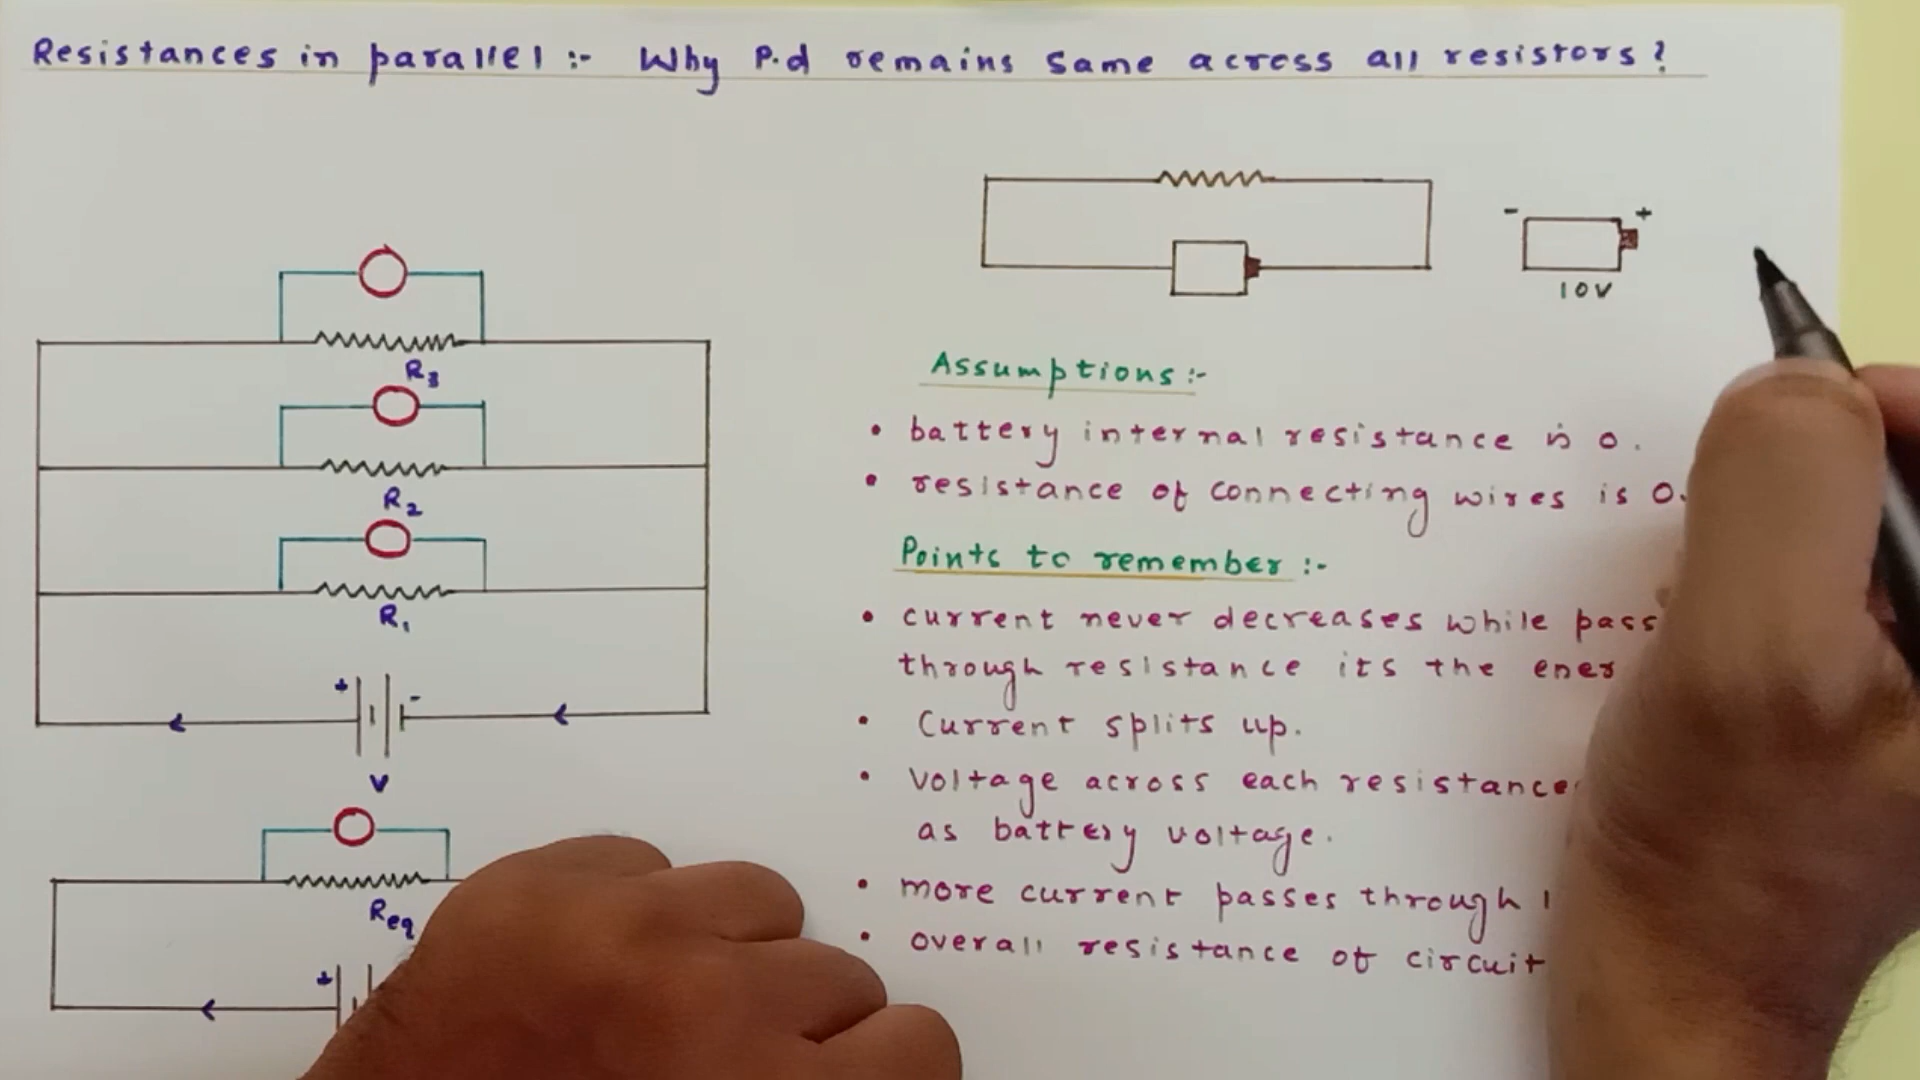 Resistances in parallel :- Why P.d remains same across all resistors?
- +
10V
R3
R2
R1
+ -
V
Req
+
Assumptions :-
• battery internal resistance is 0.
• resistance of connecting wires is 0.
Points to remember :-
• current never decreases while pass
through resistance its the ener
• Current splits up.
• Voltage across each resistance
as battery voltage.
• more current passes through l
• overall resistance of circuit